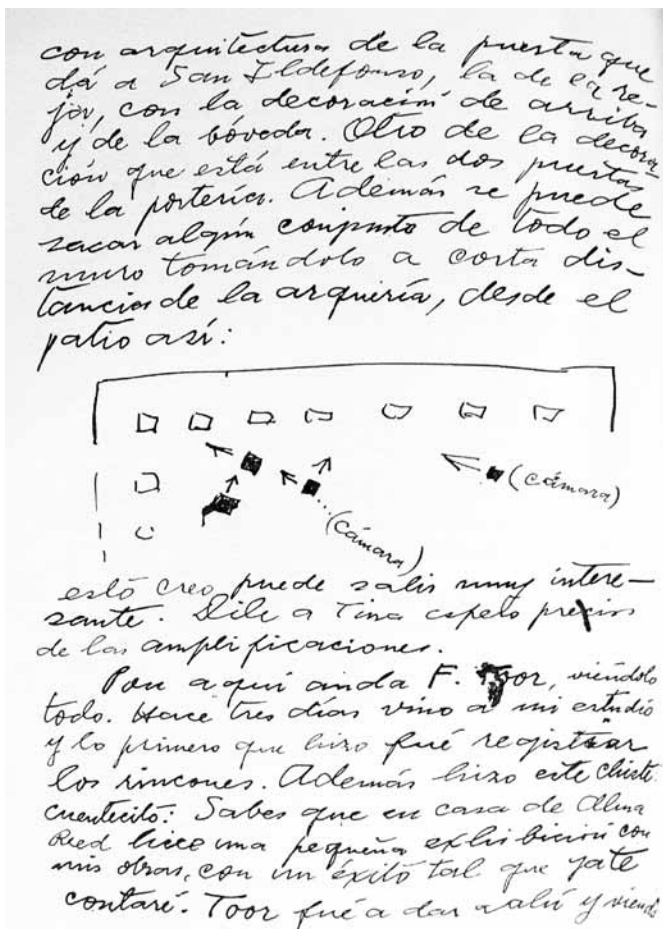 con arquitectura de la puerta que
dá a San Ildefonso, la de la re-
ja, con la decoración de arriba
y de la bóveda. Otro de la decora
ción que está entre las dos puertas
de la portería. Además se puede
sacar algún conjunto de todo el
muro tomándolo a corta dis-
tancia de la arquería, desde el
patio así:
(cámara)
(cámara)
esto creo puede salir muy intere-
sante. Dile a Tina espero precios
de las amplificaciones.
Por aquí anda F. Toor, viéndolo
todo. Hace tres días vino a mi estudio
y lo primero que hizo fué registrar
los rincones. Además hizo este chiste.
cuentecito: Sabes que en casa de Alma
Reed hice una pequeña exhibición con
mis obras, con un éxito tal que ya te
contaré. Toor fué a dar allí y viendo